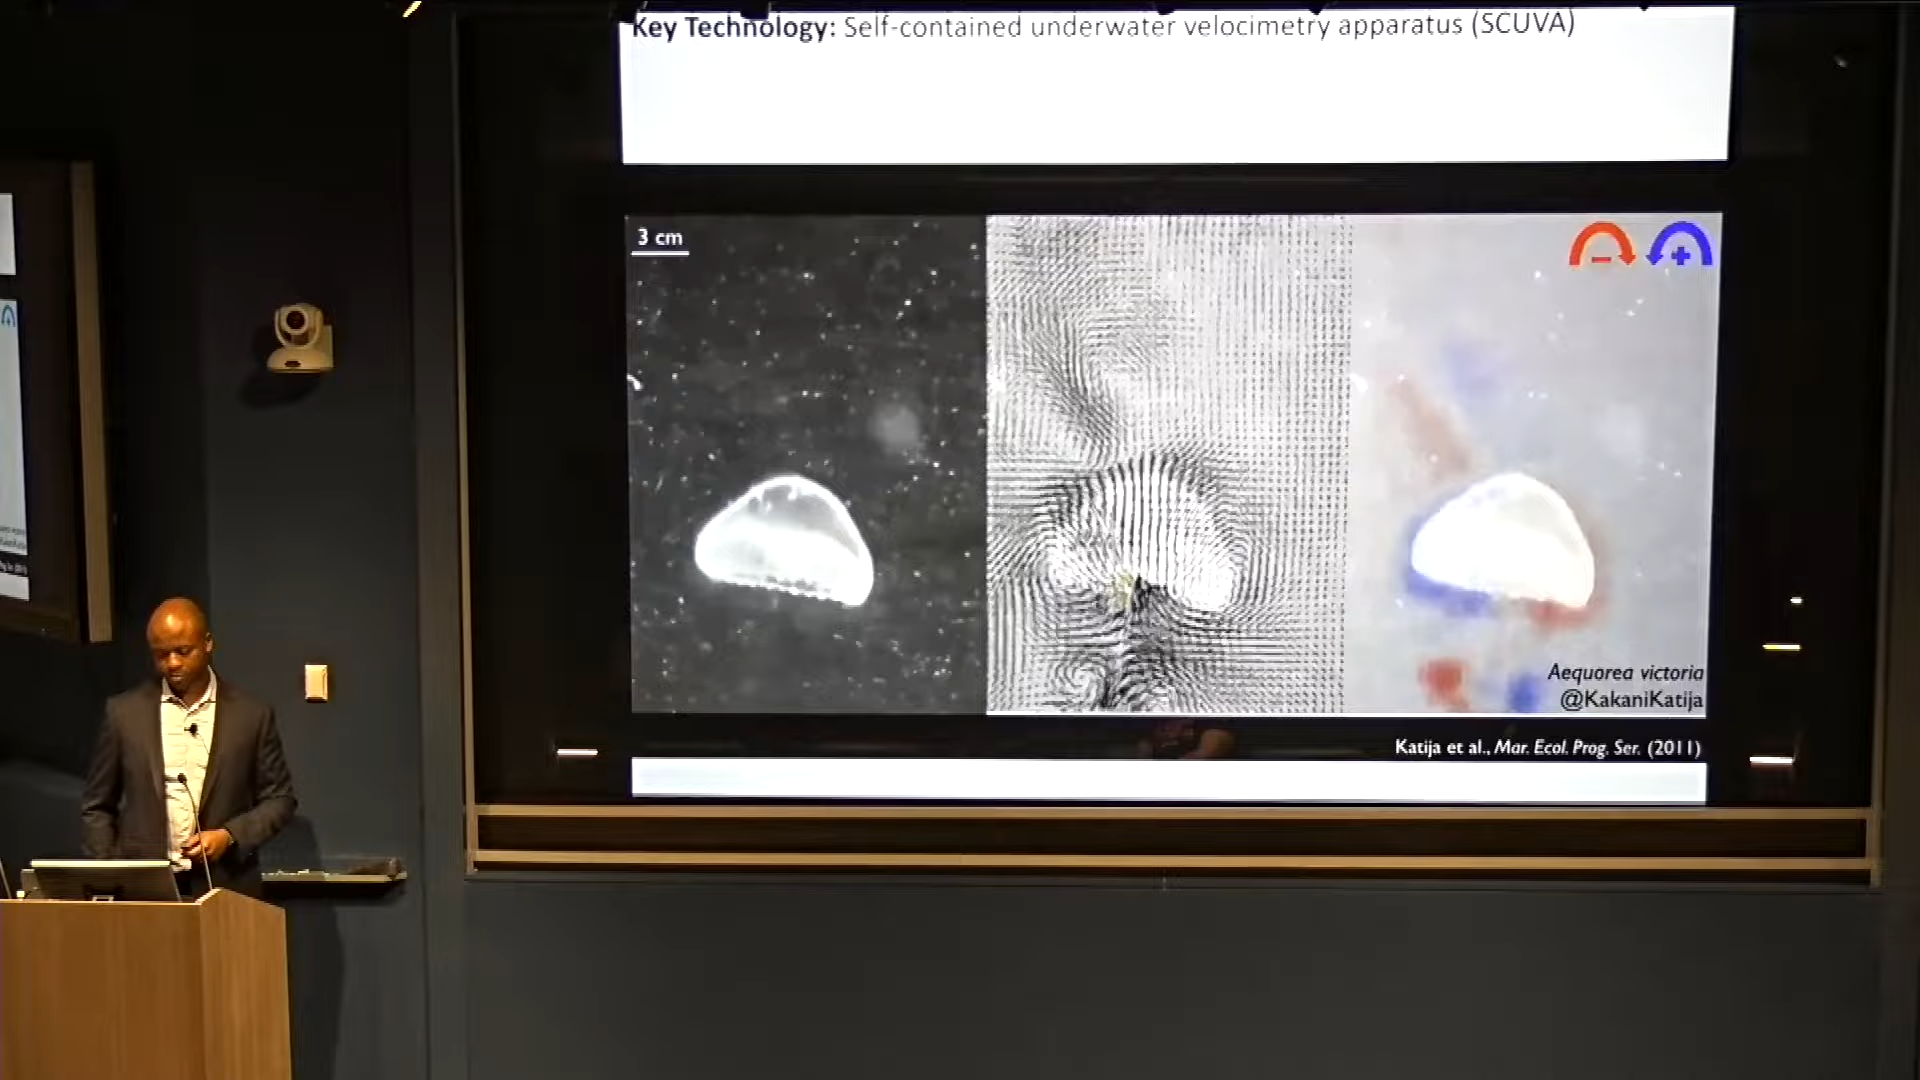 Key Technology: Self-contained underwater velocimetry apparatus (SCUVA)
3 cm
Aequorea victoria
@KakaniKatija
Katija et al., Mar. Ecol. Prog. Ser. (2011)